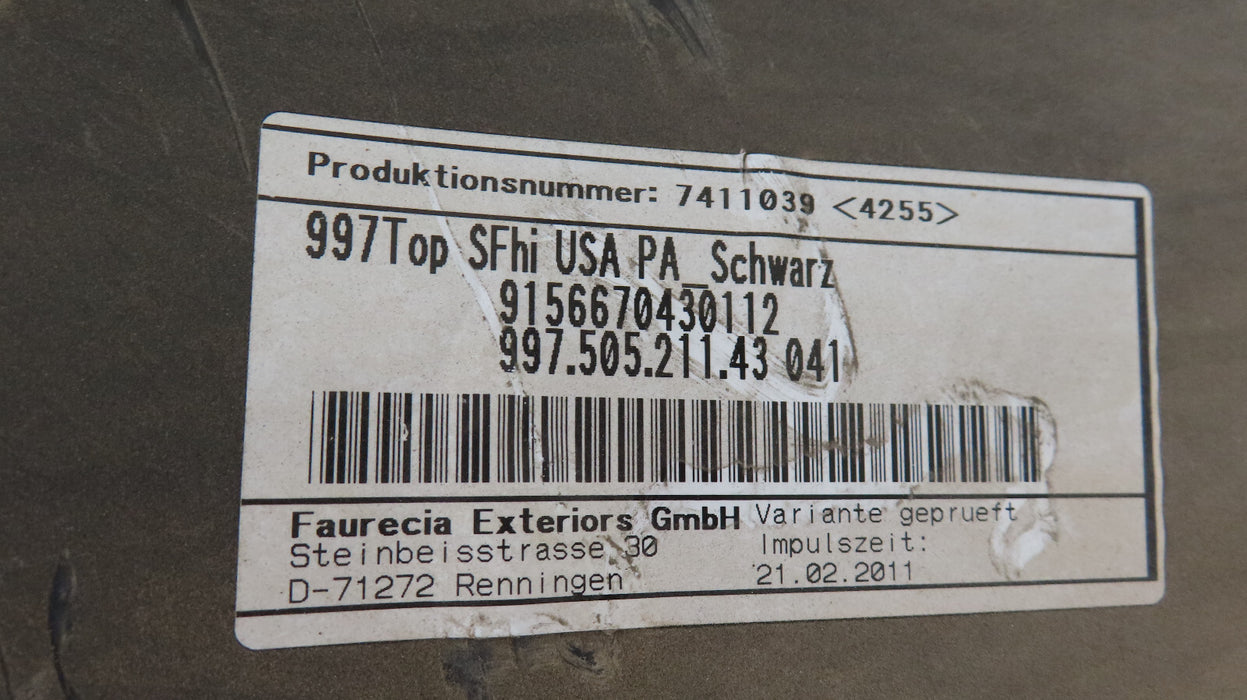 Produktionsnummer: 7411039 <4255>
997Top SFhi USA PA_Schwarz
9156670430112
997.505.211.43 041
Faurecia Exteriors GmbH
Steinbeisstrasse 30
D-71272 Renningen
Variante geprueft
Impulszeit:
21.02.2011